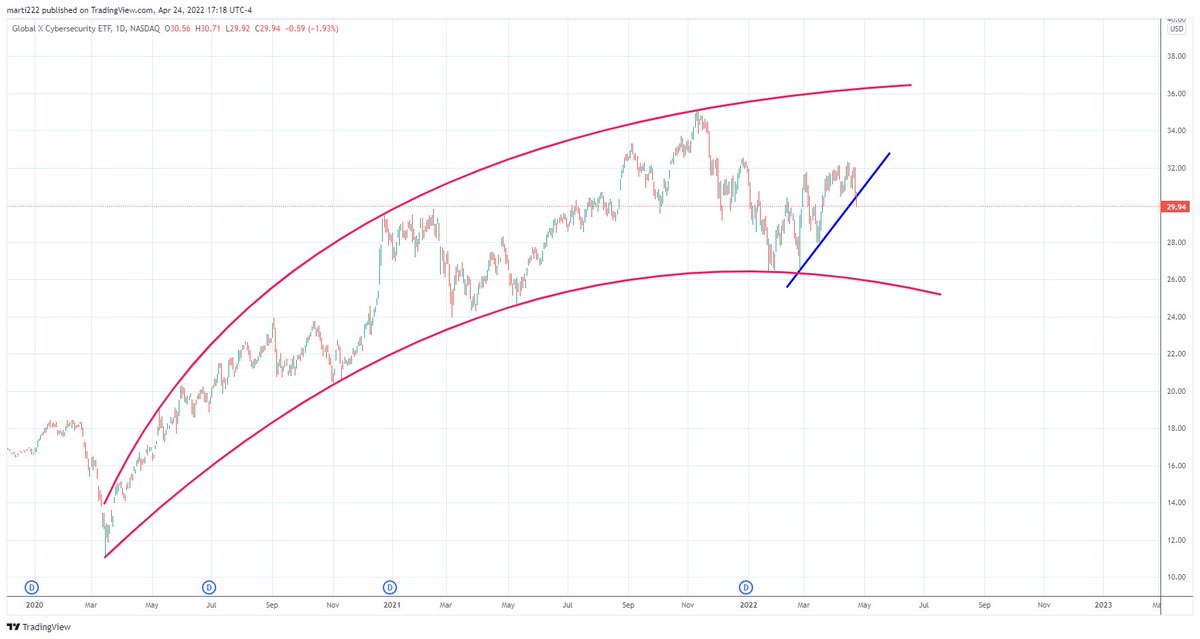 marti222 published on TradingView.com, Apr 24, 2022 17:18 UTC-4
Global X Cybersecurity ETF, 1D, NASDAQ O30.56 H30.71 L29.92 C29.94 −0.59 (−1.93%)
40.00
USD
38.00
36.00
34.00
32.00
29.94
28.00
26.00
24.00
22.00
20.00
18.00
16.00
14.00
12.00
10.00
D D D D
2020 Mar May Jul Sep Nov 2021 Mar May Jul Sep Nov 2022 Mar May Jul Sep Nov 2023 Ma
TradingView